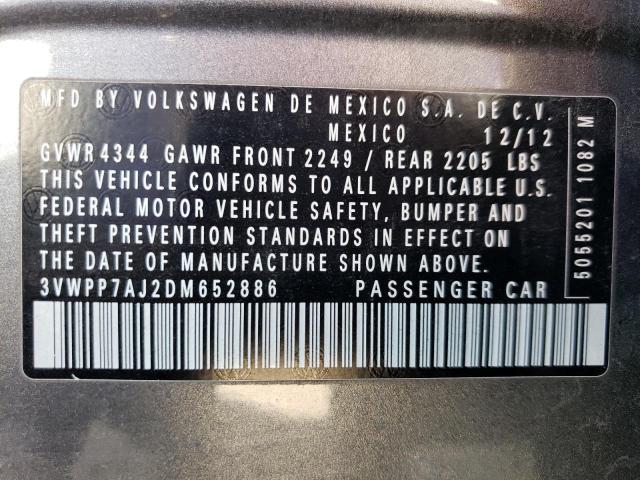 MFD BY VOLKSWAGEN DE MEXICO S.A. DE C.V.
MEXICO 12/12
GVWR 4344 GAWR FRONT 2249 / REAR 2205 LBS
THIS VEHICLE CONFORMS TO ALL APPLICABLE U.S.
FEDERAL MOTOR VEHICLE SAFETY, BUMPER AND
THEFT PREVENTION STANDARDS IN EFFECT ON
THE DATE OF MANUFACTURE SHOWN ABOVE.
3VWPP7AJ2DM652886 PASSENGER CAR
5055201 1082 M